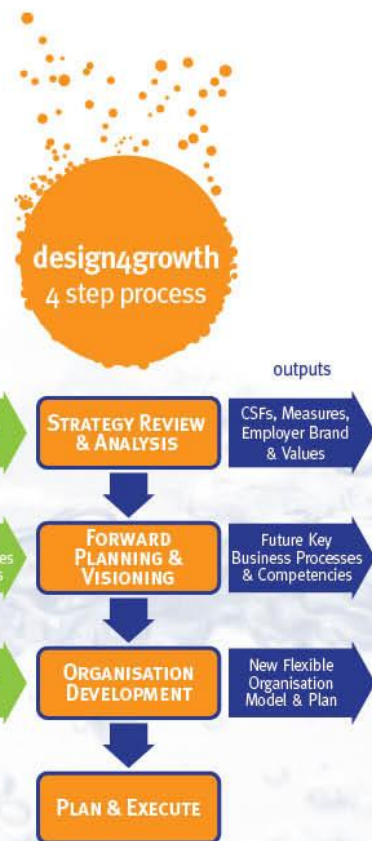 design4growth
4 step process
outputs
STRATEGY REVIEW
& ANALYSIS
CSFs, Measures,
Employer Brand
& Values
FORWARD
PLANNING &
VISIONING
Future Key
Business Processes
& Competencies
ORGANISATION
DEVELOPMENT
New Flexible
Organisation
Model & Plan
PLAN & EXECUTE